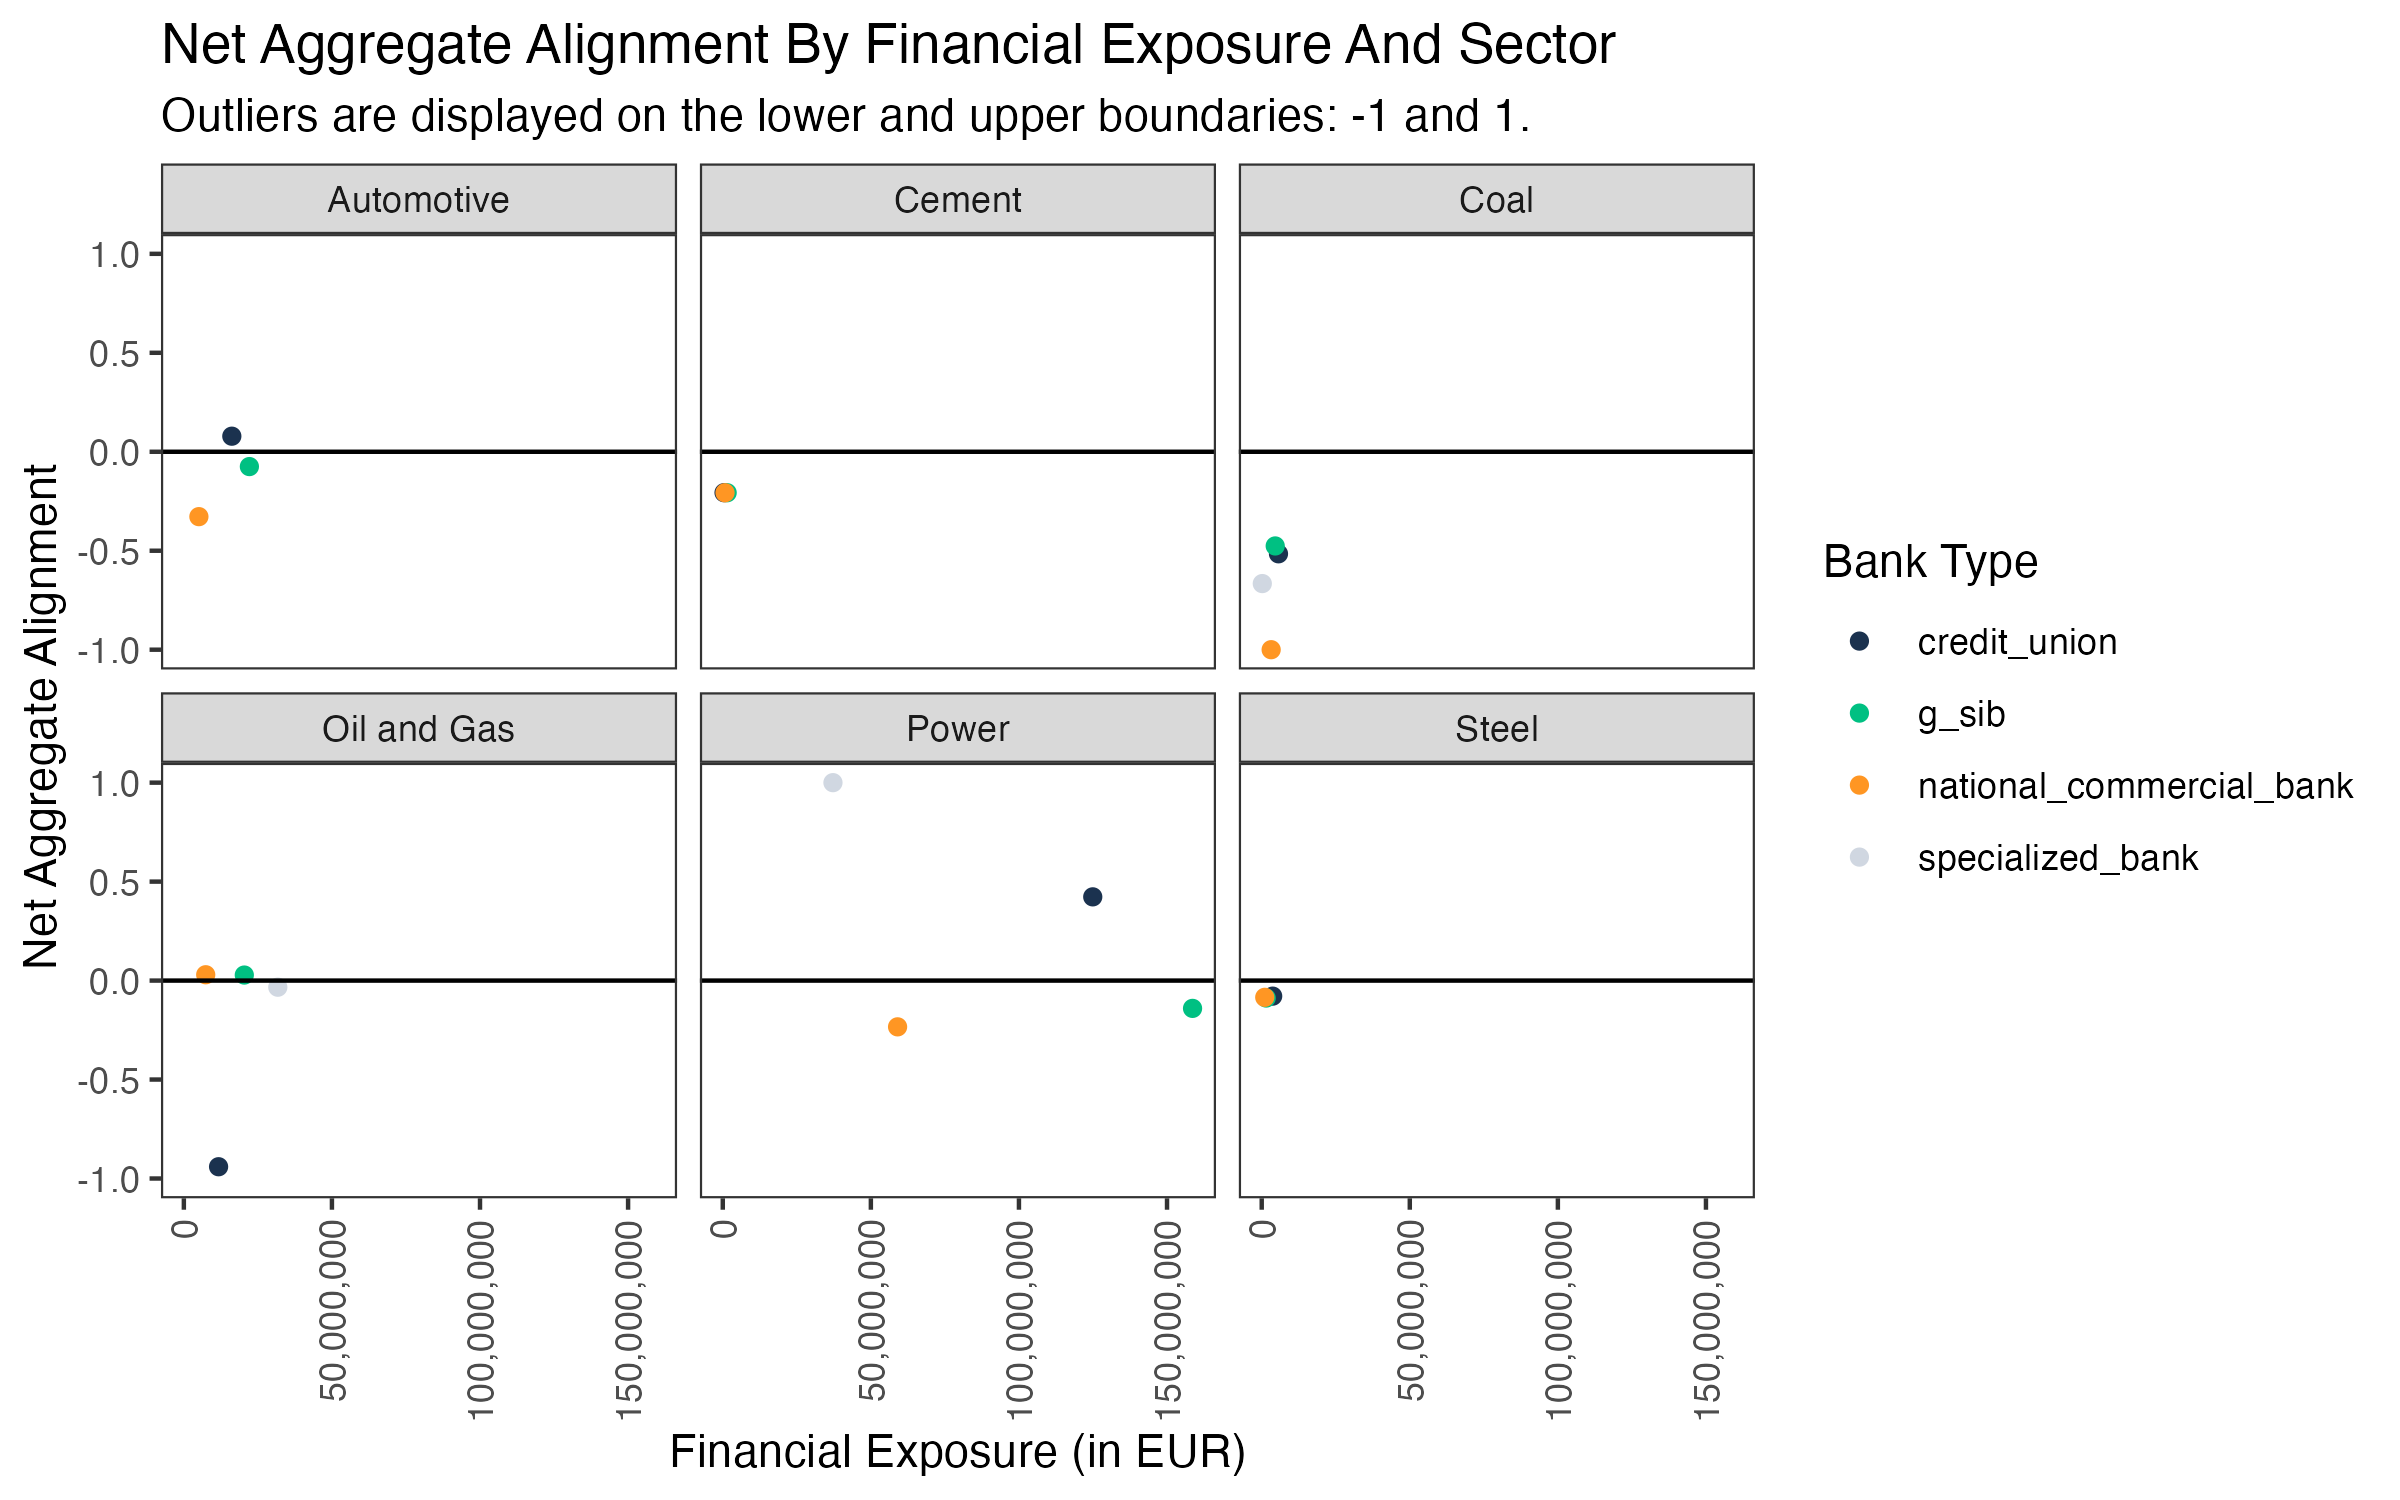 Net Aggregate Alignment By Financial Exposure And Sector
Outliers are displayed on the lower and upper boundaries: -1 and 1.
Automotive
Cement
Coal
1.0
0.5
0.0
-0.5
-1.0
Oil and Gas
Power
Steel
1.0
0.5
0.0
-0.5
-1.0
Net Aggregate Alignment
0
50,000,000
100,000,000
150,000,000
0
50,000,000
100,000,000
150,000,000
0
50,000,000
100,000,000
150,000,000
Financial Exposure (in EUR)
Bank Type
credit_union
g_sib
national_commercial_bank
specialized_bank